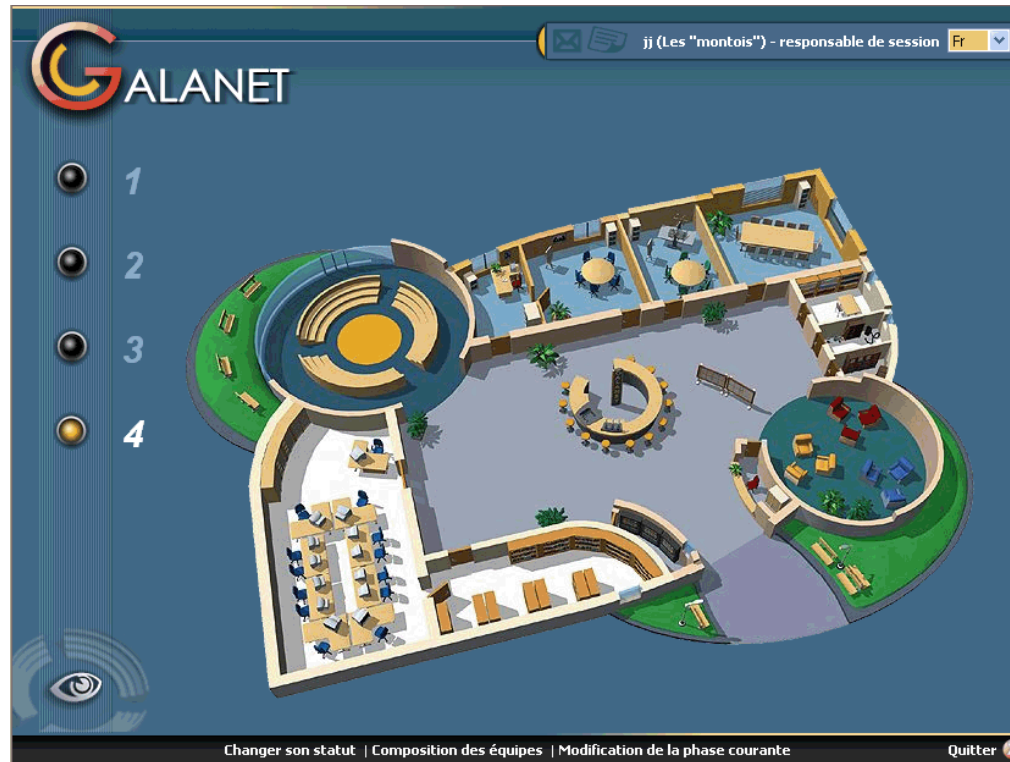 jj (Les "montois") - responsable de session Fr
GALANET
1
2
3
4
Changer son statut | Composition des équipes | Modification de la phase courante Quitter